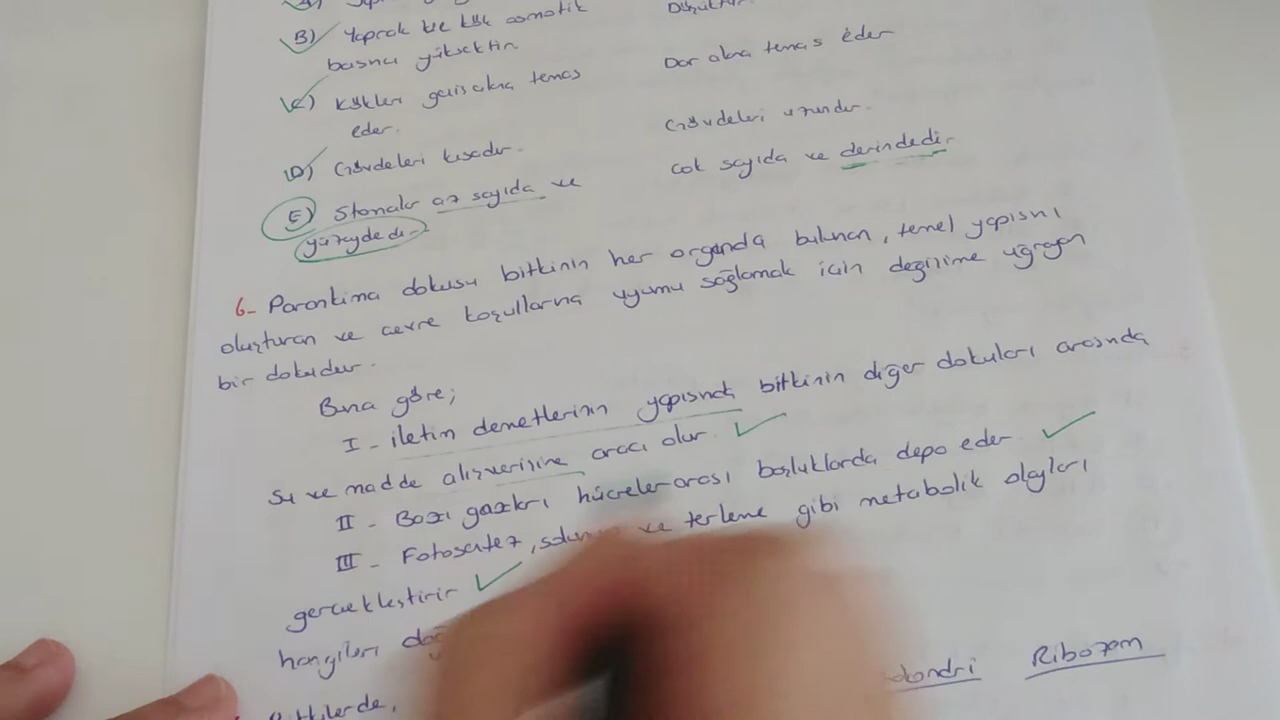 B) Yaprak ve kök osmotik
basıncı yüksektir.
C) Kökleri geniş alana temas
eder.
Dar alana temas eder
D) Gövdeleri kısadır.
Gövdeleri uzundur.
E) Stomalar az sayıda ve
yüzeydedir.
çok sayıda ve derindedir.
6- Parankima dokusu bitkinin her organda bulunan, temel yapısını
oluşturan ve çevre koşullarına uyumu sağlamak için değişime uğrayan
bir dokudur.
Buna göre;
I - iletim demetlerinin yapısında bitkinin diğer dokuları arasında
su ve madde alışverişine aracı olur.
II - Bazı gazları hücreler arası boşluklarda depo eder
III - Fotosentez, ve terleme gibi metabolik olayları
gerçekleştirir
hangileri
Ribozom